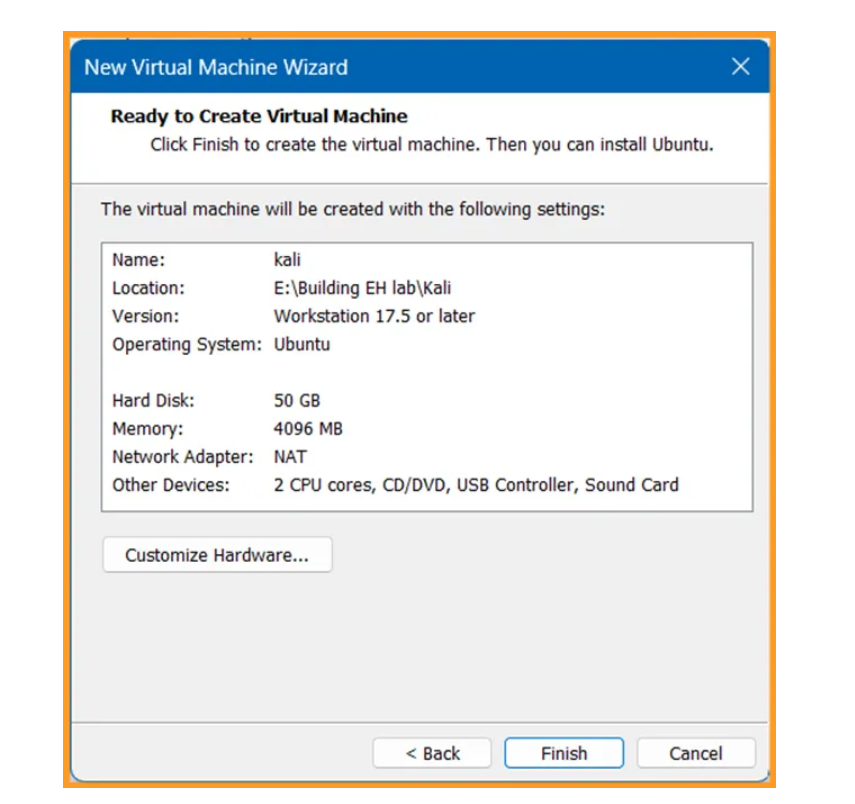 New Virtual Machine Wizard
Ready to Create Virtual Machine
Click Finish to create the virtual machine. Then you can install Ubuntu.
The virtual machine will be created with the following settings:
Name: kali
Location: E:\Building EH lab\Kali
Version: Workstation 17.5 or later
Operating System: Ubuntu
Hard Disk: 50 GB
Memory: 4096 MB
Network Adapter: NAT
Other Devices: 2 CPU cores, CD/DVD, USB Controller, Sound Card
Customize Hardware...
< Back Finish Cancel